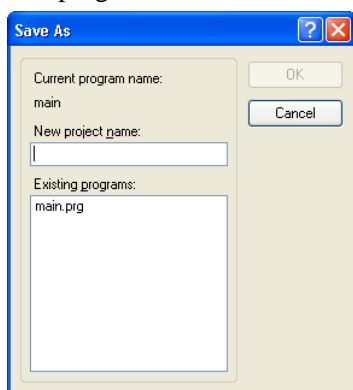 Save As
Current program name:
main
New project name:
Existing programs:
main.prg
OK
Cancel